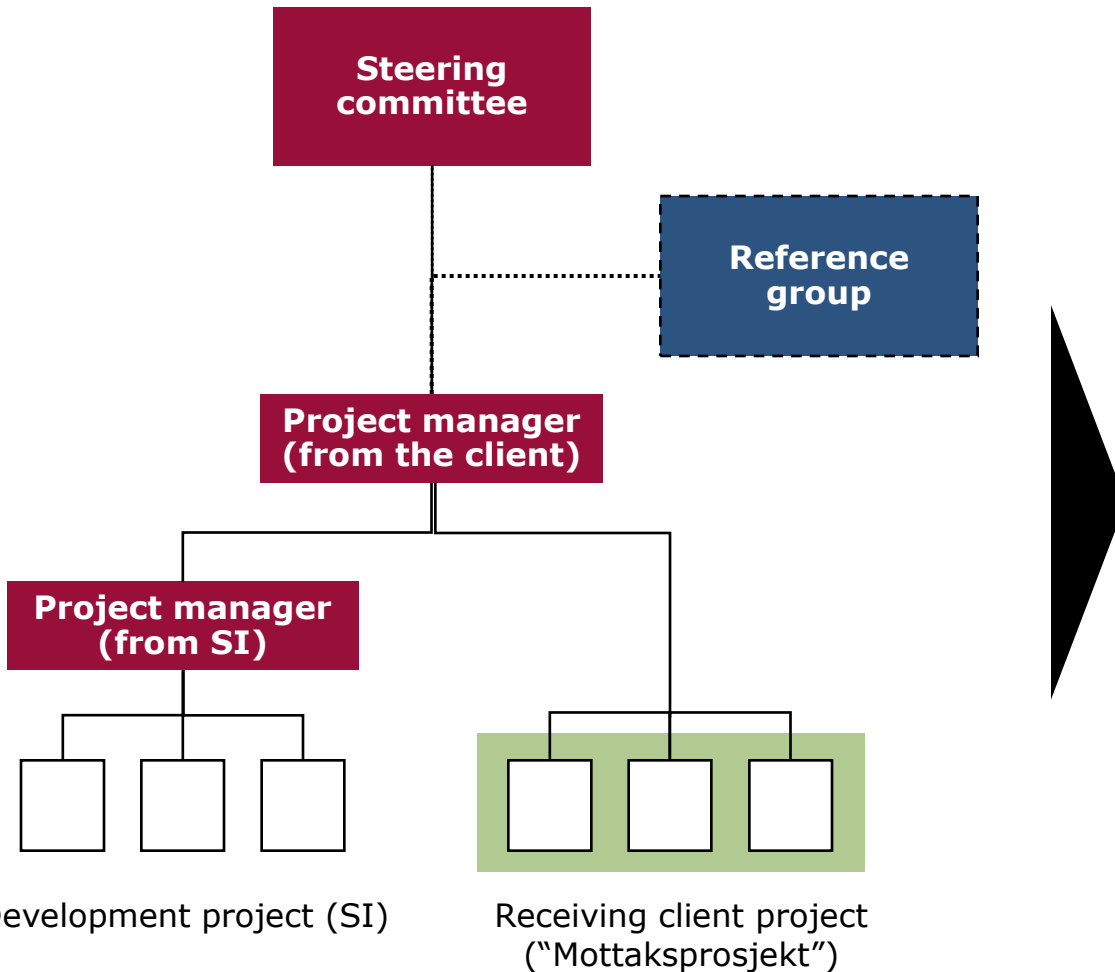 Steering
committee
Reference
group
Project manager
(from the client)
Project manager
(from SI)
evelopment project (SI)
Receiving client project
(“Mottaksprosjekt”)